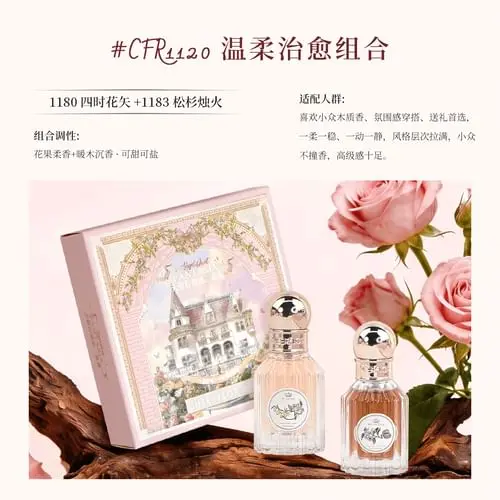 #CFR1120 温柔治愈组合
1180 四时花矢 +1183 松杉烛火
组合调性:
花果柔香+暖木沉香 · 可甜可盐
适配人群:
喜欢小众木质香、氛围感穿搭、送礼首选,
一柔一稳、一动一静,风格层次拉满,小众
不撞香,高级感十足。